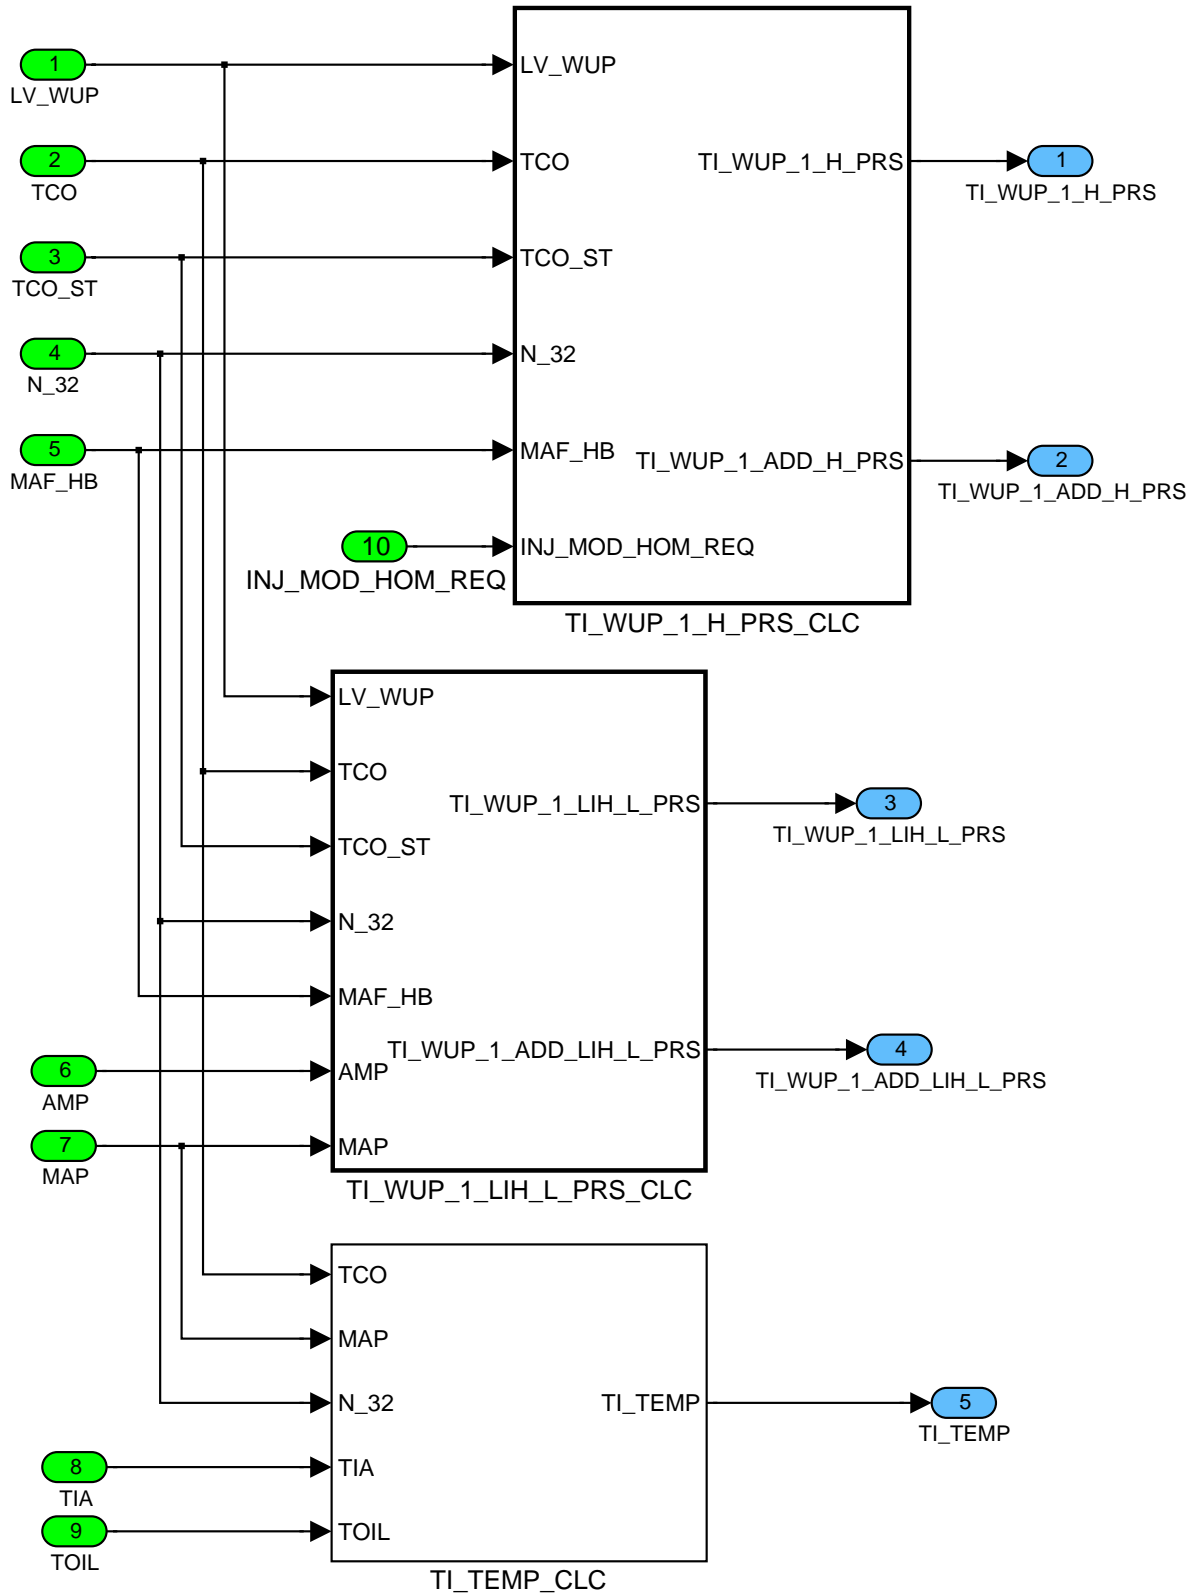 1
LV_WUP
2
TCO
3
TCO_ST
4
N_32
5
MAF_HB
10
INJ_MOD_HOM_REQ
LV_WUP
TCO
TCO_ST
N_32
MAF_HB
INJ_MOD_HOM_REQ
TI_WUP_1_H_PRS
TI_WUP_1_ADD_H_PRS
TI_WUP_1_H_PRS_CLC
1
TI_WUP_1_H_PRS
2
TI_WUP_1_ADD_H_PRS
6
AMP
7
MAP
LV_WUP
TCO
TCO_ST
N_32
MAF_HB
AMP
MAP
TI_WUP_1_LIH_L_PRS
TI_WUP_1_ADD_LIH_L_PRS
TI_WUP_1_LIH_L_PRS_CLC
3
TI_WUP_1_LIH_L_PRS
4
TI_WUP_1_ADD_LIH_L_PRS
8
TIA
9
TOIL
TCO
MAP
N_32
TIA
TOIL
TI_TEMP
TI_TEMP_CLC
5
TI_TEMP